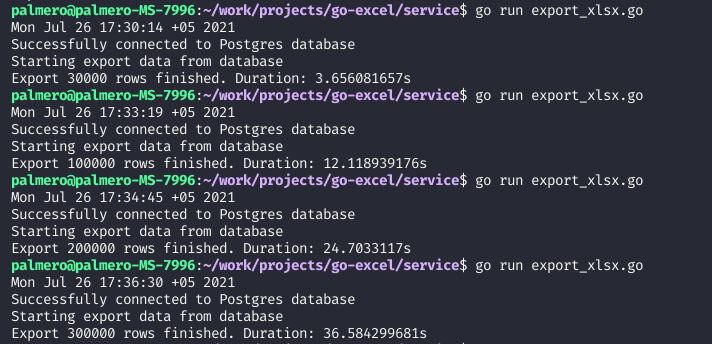 palmero@palmero-MS-7996:~/work/projects/go-excel/service$ go run export_xlsx.go
Mon Jul 26 17:30:14 +05 2021
Successfully connected to Postgres database
Starting export data from database
Export 30000 rows finished. Duration: 3.656081657s
palmero@palmero-MS-7996:~/work/projects/go-excel/service$ go run export_xlsx.go
Mon Jul 26 17:33:19 +05 2021
Successfully connected to Postgres database
Starting export data from database
Export 100000 rows finished. Duration: 12.118939176s
palmero@palmero-MS-7996:~/work/projects/go-excel/service$ go run export_xlsx.go
Mon Jul 26 17:34:45 +05 2021
Successfully connected to Postgres database
Starting export data from database
Export 200000 rows finished. Duration: 24.7033117s
palmero@palmero-MS-7996:~/work/projects/go-excel/service$ go run export_xlsx.go
Mon Jul 26 17:36:30 +05 2021
Successfully connected to Postgres database
Starting export data from database
Export 300000 rows finished. Duration: 36.584299681s